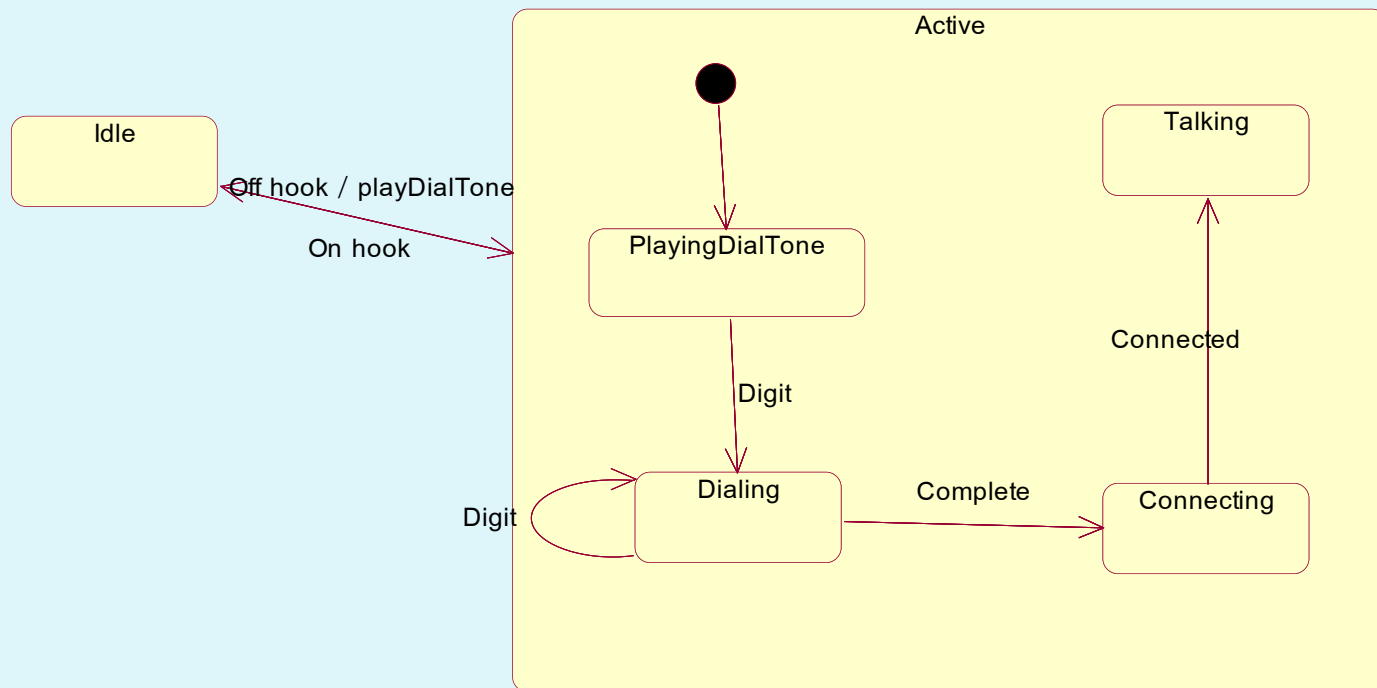 Active
Idle
Talking
Off hook / playDialTone
On hook
PlayingDialTone
Connected
Digit
Dialing
Complete
Connecting
Digit